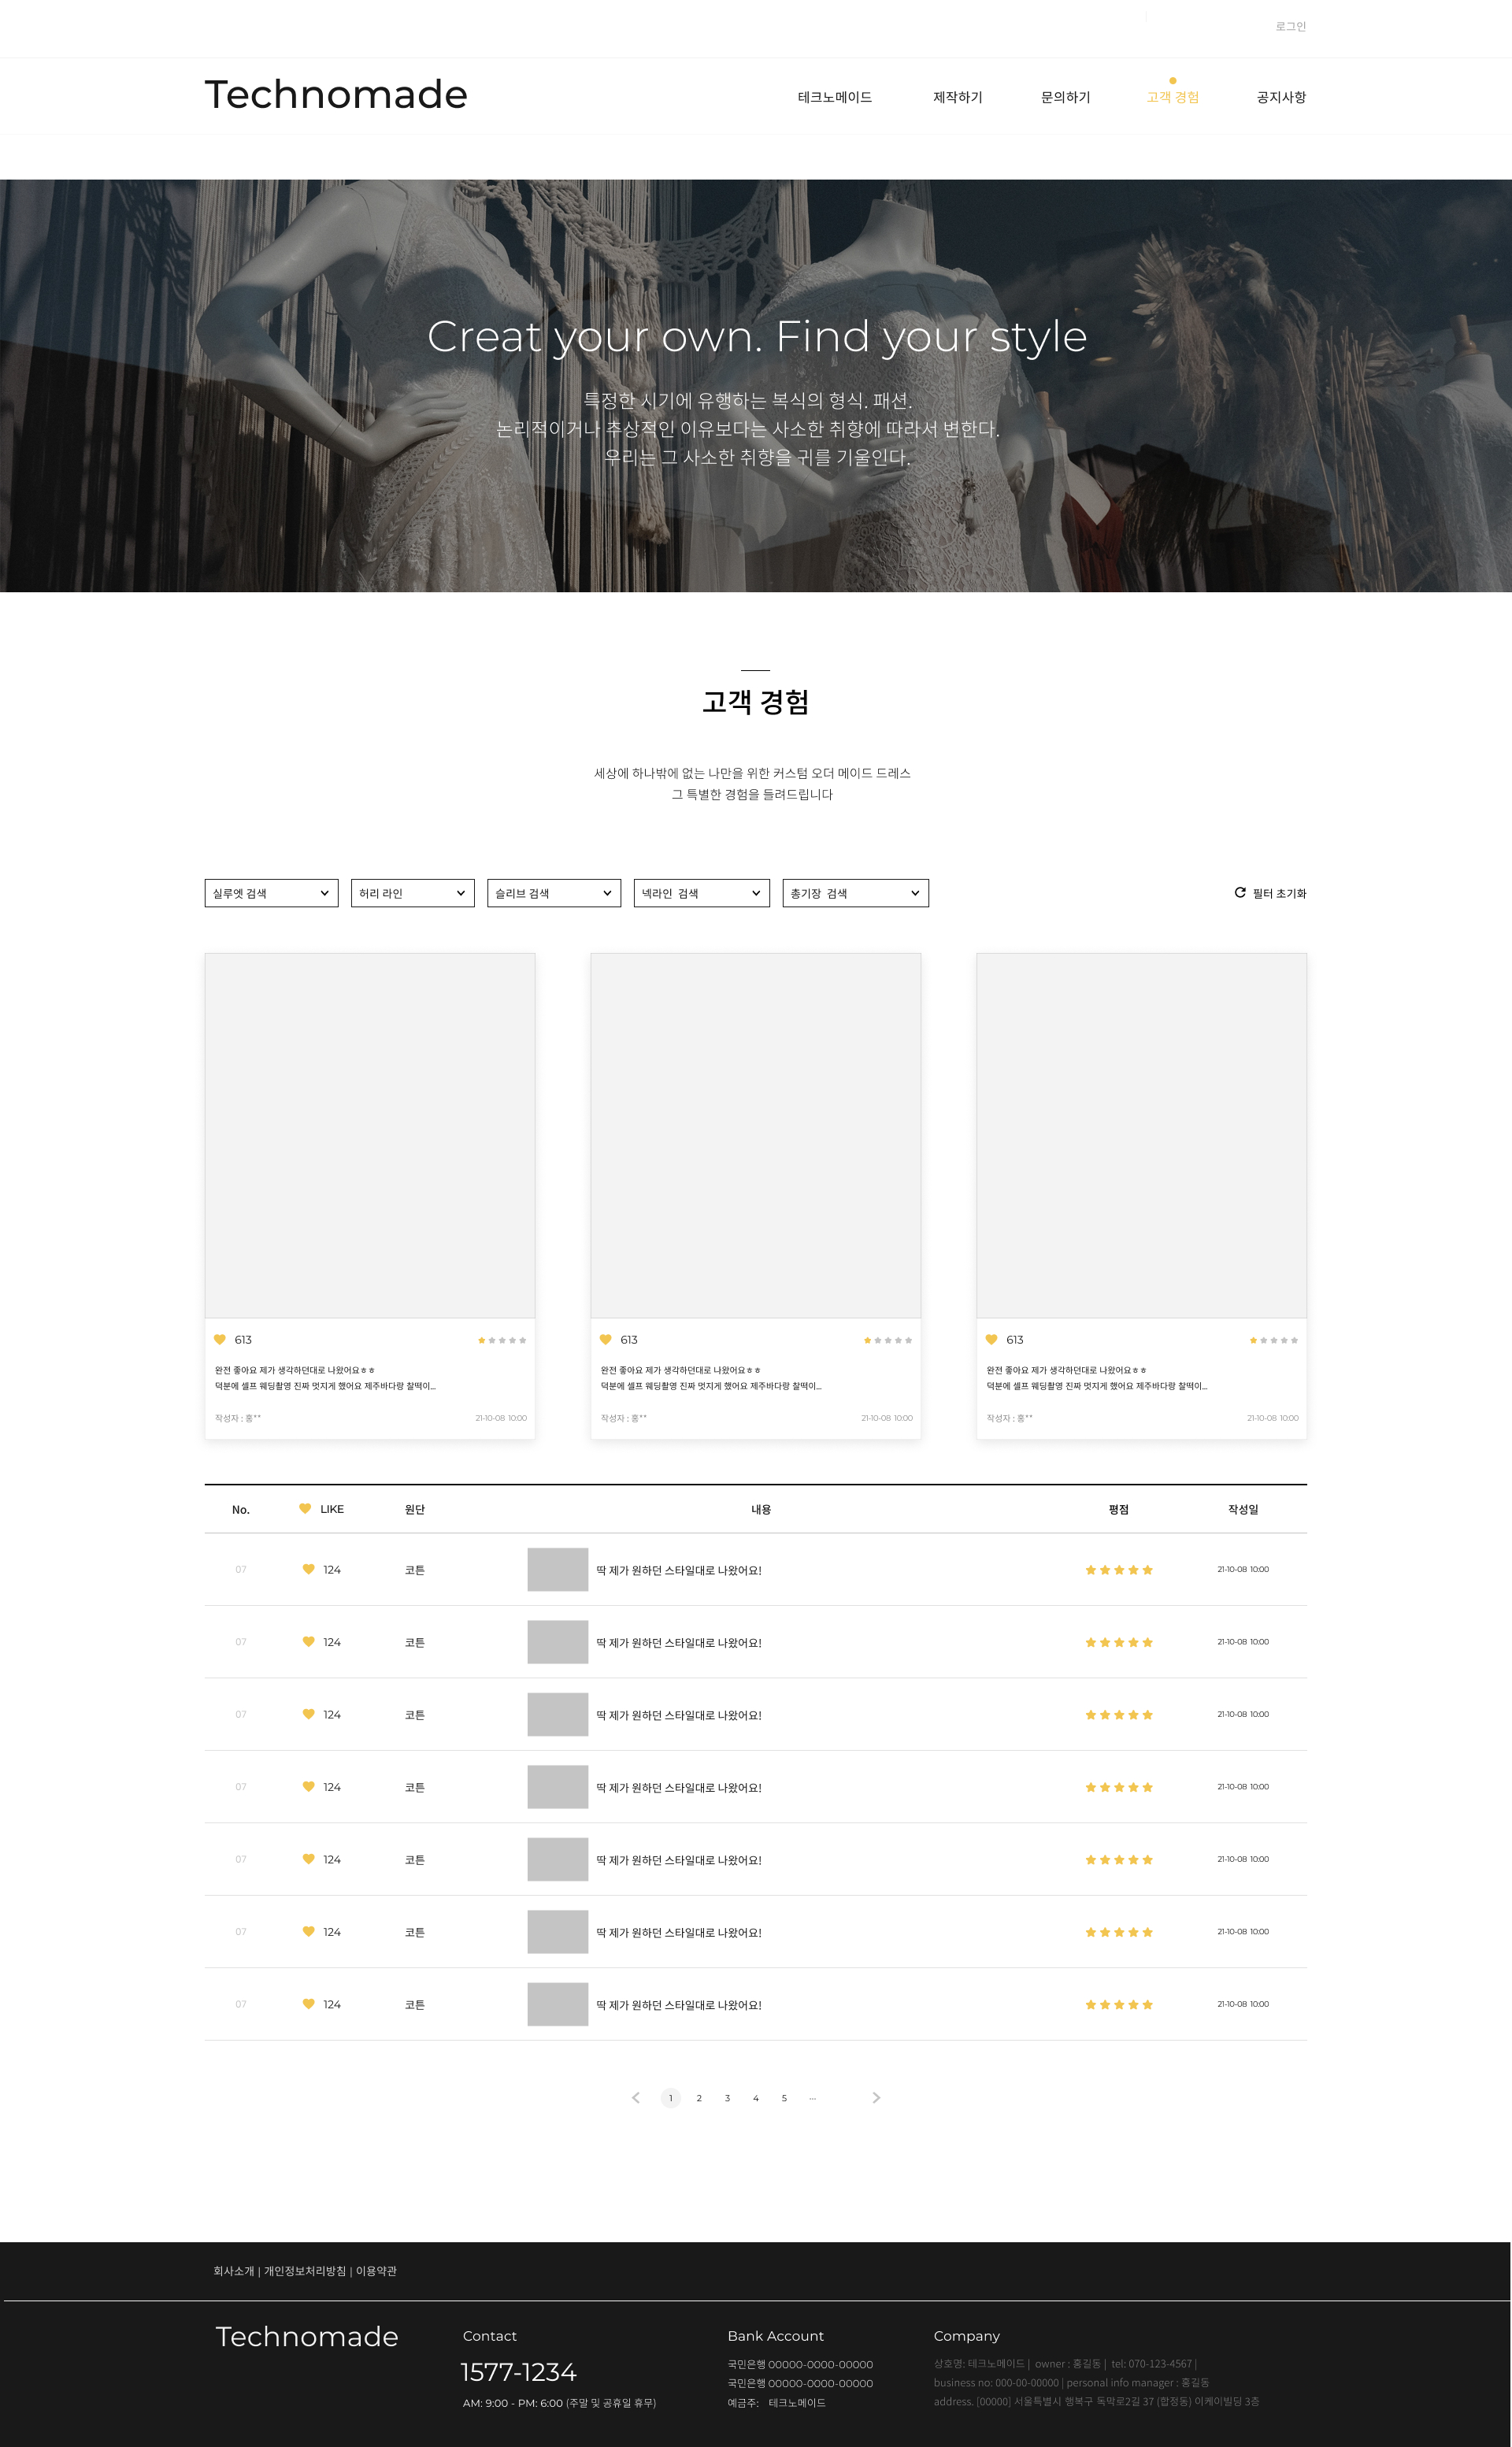 로그인
Technomade
테크노메이드 제작하기 문의하기 고객 경험 공지사항
Creat your own. Find your style
특정한 시기에 유행하는 복식의 형식. 패션.
논리적이거나 추상적인 이유보다는 사소한 취향에 따라서 변한다.
우리는 그 사소한 취향을 귀를 기울인다.
고객 경험
세상에 하나밖에 없는 나만을 위한 커스텀 오더 메이드 드레스
그 특별한 경험을 들려드립니다
실루엣 검색 허리 라인 슬리브 검색 넥라인 검색 총기장 검색 필터 초기화
613
완전 좋아요 제가 생각하던대로 나왔어요ㅎㅎ
덕분에 셀프 웨딩촬영 진짜 멋지게 했어요 제주바다랑 찰떡이...
작성자 : 홍** 21-10-08 10:00
613
완전 좋아요 제가 생각하던대로 나왔어요ㅎㅎ
덕분에 셀프 웨딩촬영 진짜 멋지게 했어요 제주바다랑 찰떡이...
작성자 : 홍** 21-10-08 10:00
613
완전 좋아요 제가 생각하던대로 나왔어요ㅎㅎ
덕분에 셀프 웨딩촬영 진짜 멋지게 했어요 제주바다랑 찰떡이...
작성자 : 홍** 21-10-08 10:00
No. LIKE 원단 내용 평점 작성일
07 124 코튼 딱 제가 원하던 스타일대로 나왔어요! 21-10-08 10:00
07 124 코튼 딱 제가 원하던 스타일대로 나왔어요! 21-10-08 10:00
07 124 코튼 딱 제가 원하던 스타일대로 나왔어요! 21-10-08 10:00
07 124 코튼 딱 제가 원하던 스타일대로 나왔어요! 21-10-08 10:00
07 124 코튼 딱 제가 원하던 스타일대로 나왔어요! 21-10-08 10:00
07 124 코튼 딱 제가 원하던 스타일대로 나왔어요! 21-10-08 10:00
07 124 코튼 딱 제가 원하던 스타일대로 나왔어요! 21-10-08 10:00
1 2 3 4 5 ...
회사소개 | 개인정보처리방침 | 이용약관
Technomade
Contact
1577-1234
AM: 9:00 - PM: 6:00 (주말 및 공휴일 휴무)
Bank Account
국민은행 00000-0000-00000
국민은행 00000-0000-00000
예금주: 테크노메이드
Company
상호명: 테크노메이드 | owner : 홍길동 | tel: 070-123-4567 |
business no: 000-00-00000 | personal info manager : 홍길동
address. [00000] 서울특별시 행복구 독막로2길 37 (합정동) 이케이빌딩 3층